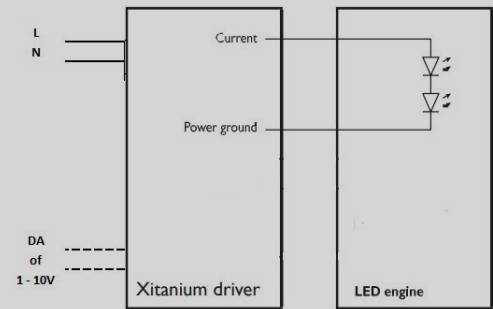 L
N
Current
Power ground
DA
of
1 - 10V
Xitanium driver
LED engine